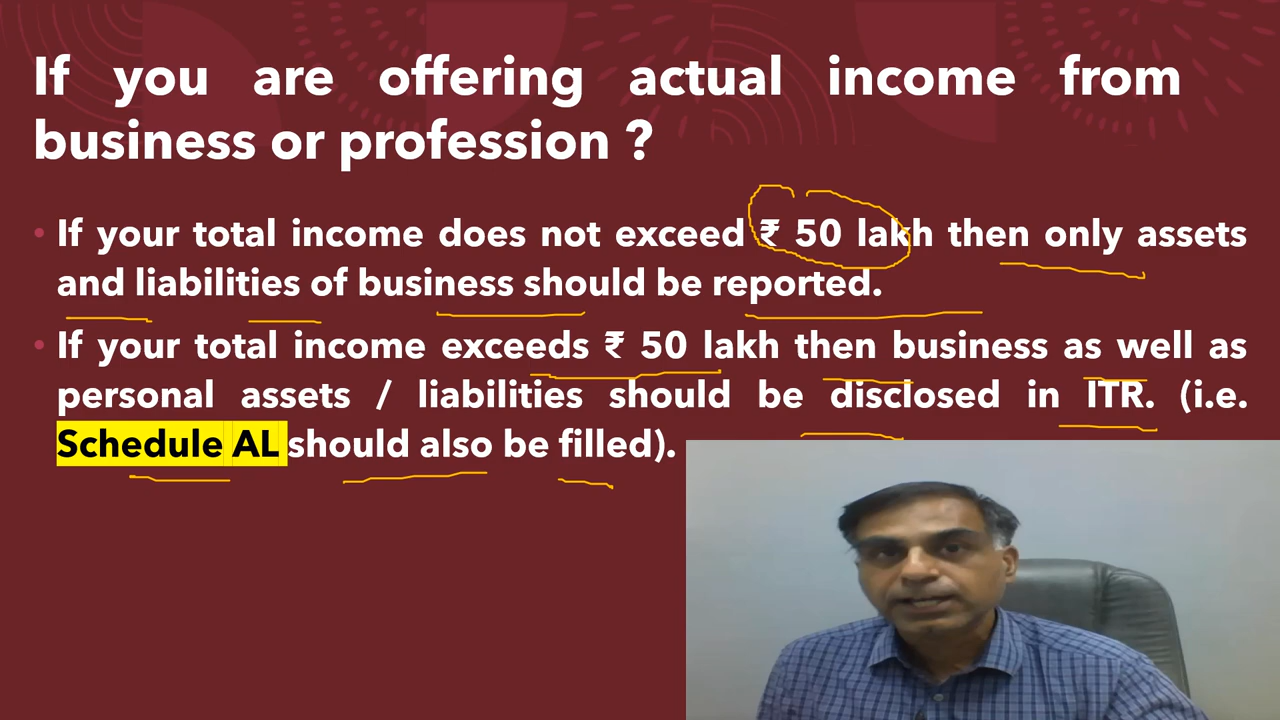 If you are offering actual income from
business or profession ?
• If your total income does not exceed ₹ 50 lakh then only assets
and liabilities of business should be reported.
• If your total income exceeds ₹ 50 lakh then business as well as
personal assets / liabilities should be disclosed in ITR. (i.e.
Schedule AL should also be filled).